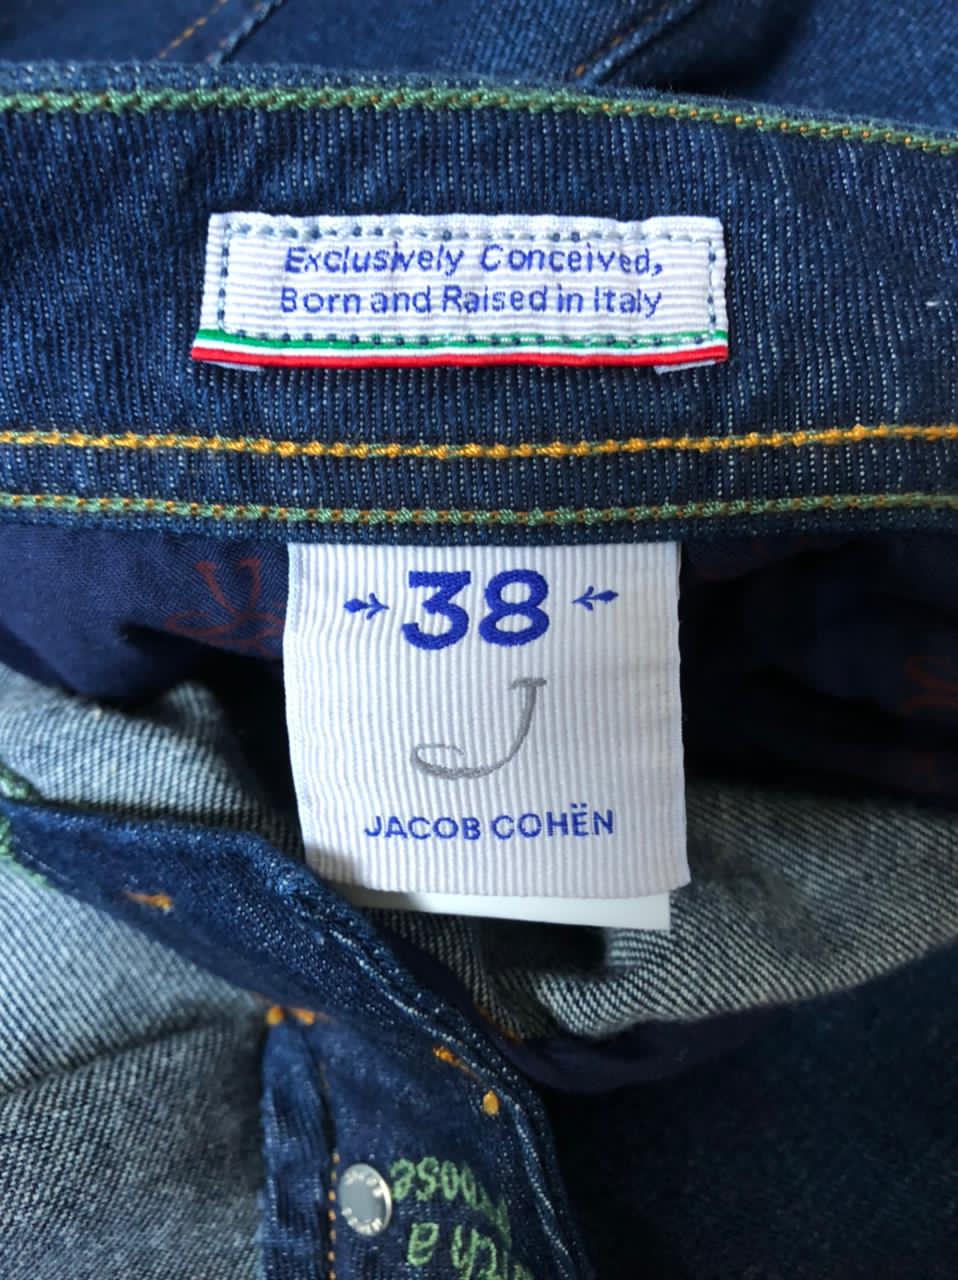 Exclusively Conceived,
Born and Raised in Italy
38
J
JACOB COHËN
a